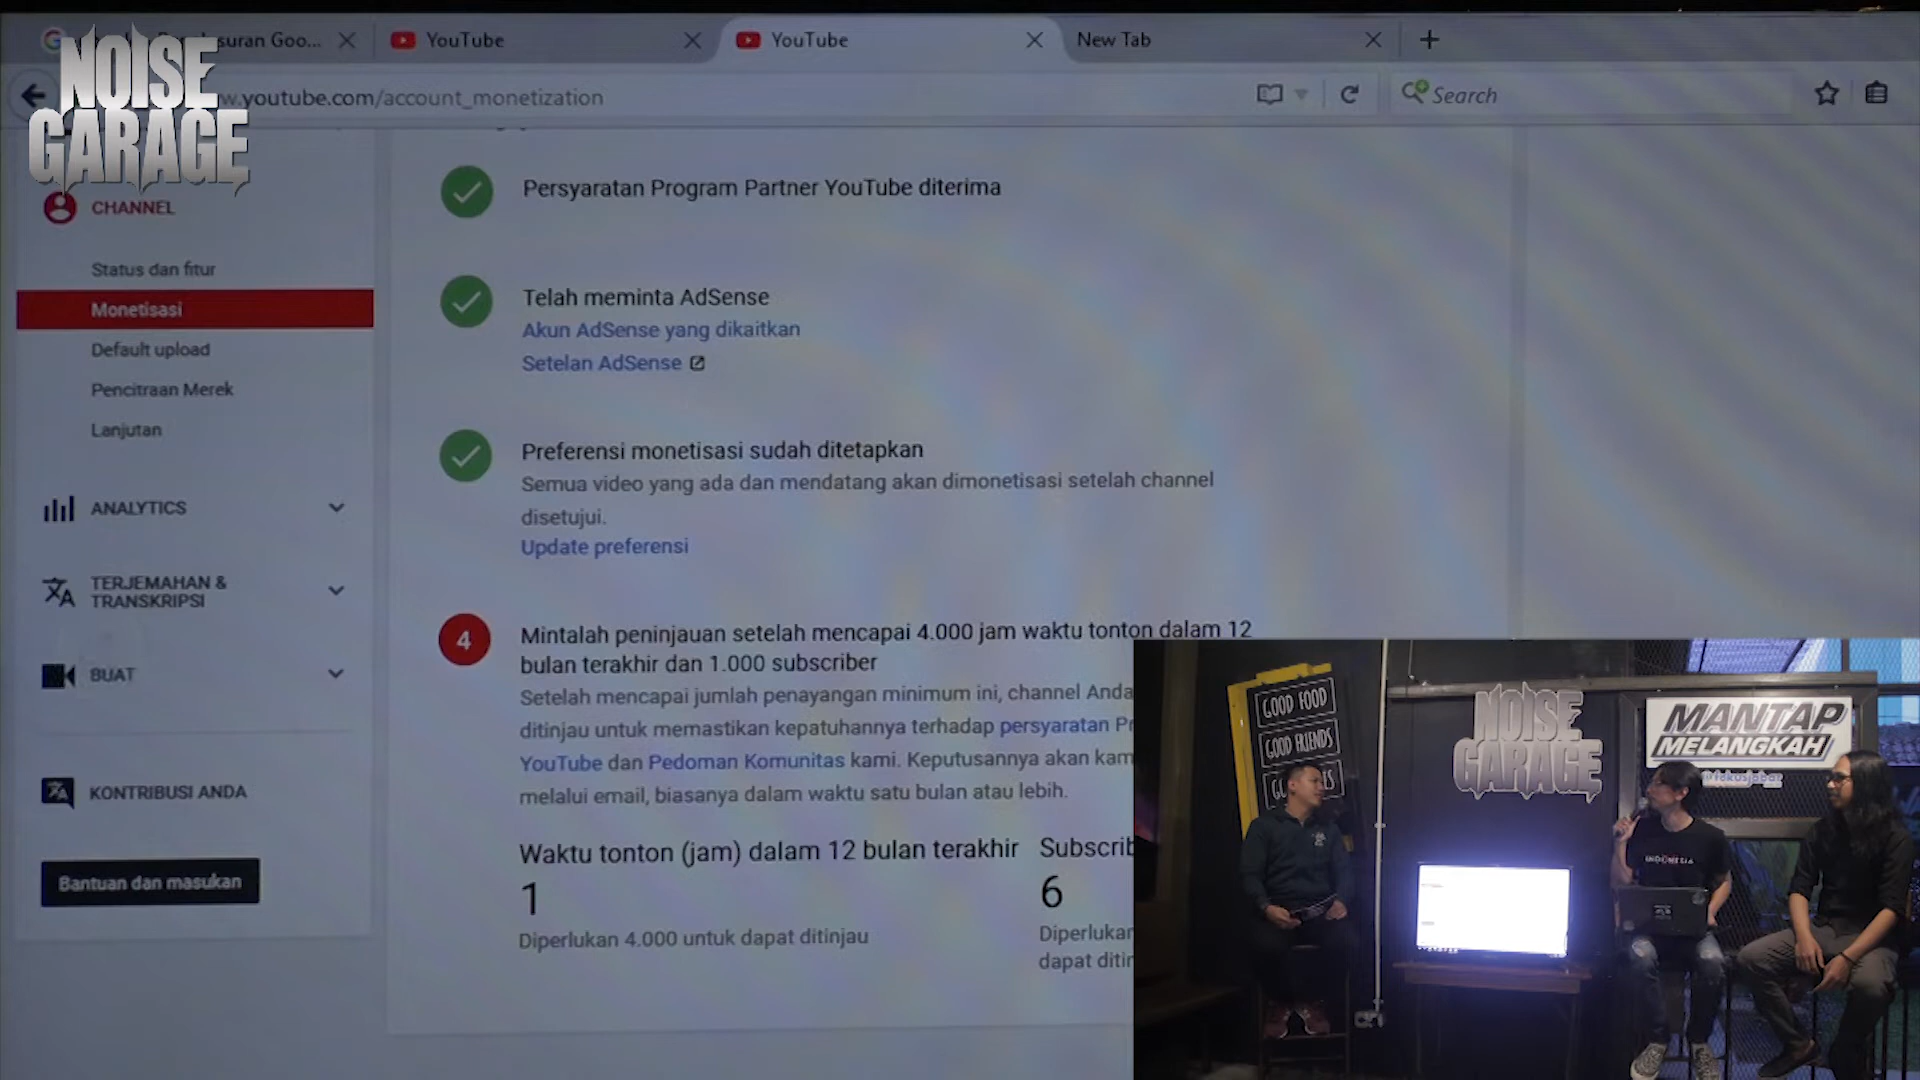 NOISE
GARAGE
suran Goo...
YouTube
YouTube
New Tab
w.youtube.com/account_monetization
Search
CHANNEL
Status dan fitur
Monetisasi
Default upload
Pencitraan Merek
Lanjutan
ANALYTICS
TERJEMAHAN &
TRANSKRIPSI
BUAT
KONTRIBUSI ANDA
Bantuan dan masukan
Persyaratan Program Partner YouTube diterima
Telah meminta AdSense
Akun AdSense yang dikaitkan
Setelan AdSense
Preferensi monetisasi sudah ditetapkan
Semua video yang ada dan mendatang akan dimonetisasi setelah channel
disetujui.
Update preferensi
4
Mintalah peninjauan setelah mencapai 4.000 jam waktu tonton dalam 12
bulan terakhir dan 1.000 subscriber
Setelah mencapai jumlah penayangan minimum ini, channel Anda
ditinjau untuk memastikan kepatuhannya terhadap persyaratan Pr
YouTube dan Pedoman Komunitas kami. Keputusannya akan kam
melalui email, biasanya dalam waktu satu bulan atau lebih.
Waktu tonton (jam) dalam 12 bulan terakhir
1
Diperlukan 4.000 untuk dapat ditinjau
Subscrib
6
Diperlukan
dapat ditin
GOOD FOOD
GOOD FRIENDS
NOISE
GARAGE
MANTAP
MELANGKAH
@fokusjabar
INDONESIA